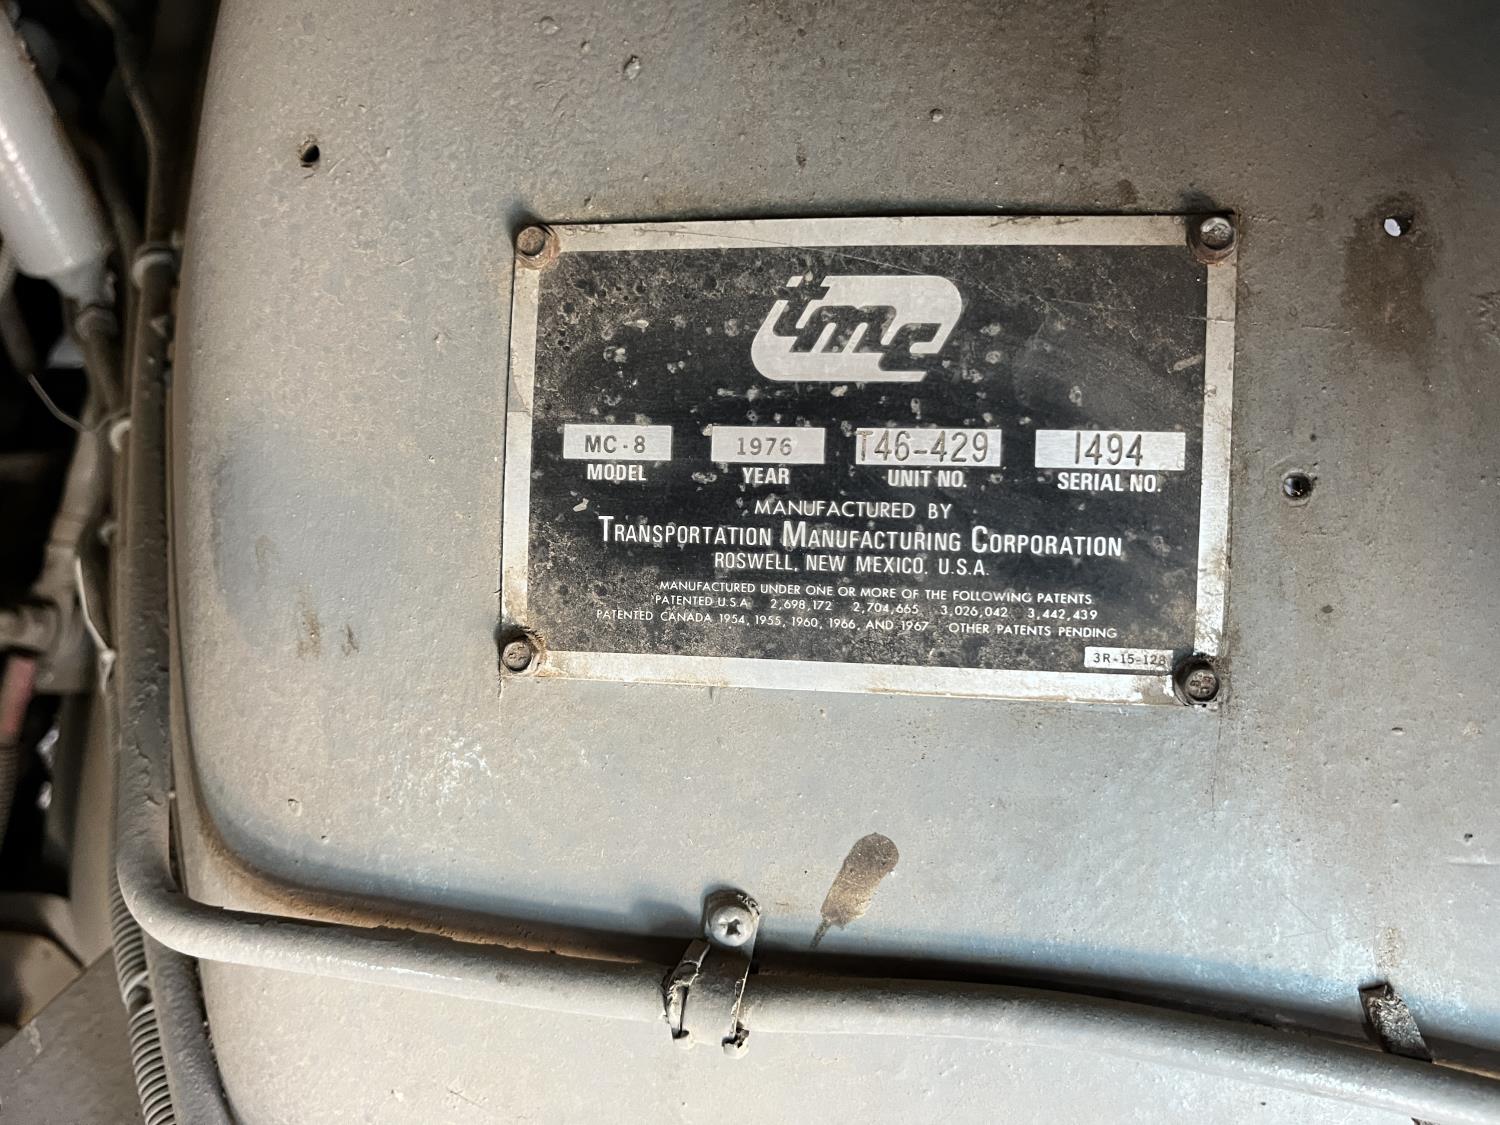 tmc
MC-8 1976 T46-429 1494
MODEL YEAR UNIT NO. SERIAL NO.
MANUFACTURED BY
TRANSPORTATION MANUFACTURING CORPORATION
ROSWELL, NEW MEXICO, U.S.A.
MANUFACTURED UNDER ONE OR MORE OF THE FOLLOWING PATENTS
PATENTED U.S.A 2,698,172 2,704,665 3,026,042 3,442,439
PATENTED CANADA 1954, 1955, 1960, 1966, AND 1967 OTHER PATENTS PENDING
3R-15-128